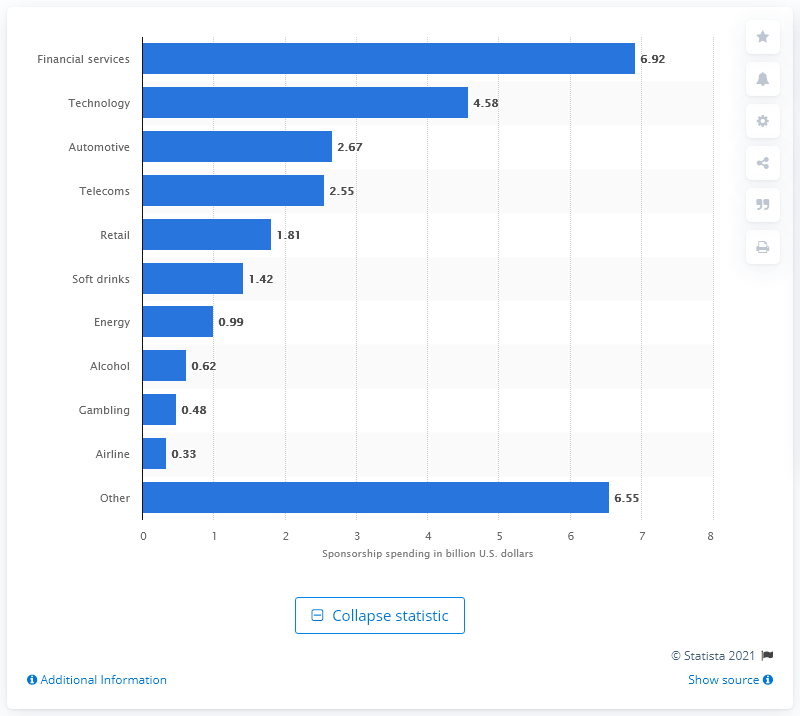 Financial services 6.92
Technology 4.58
Automotive 2.67
Telecoms 2.55
Retail 1.81
Soft drinks 1.42
Energy 0.99
Alcohol 0.62
Gambling 0.48
Airline 0.33
Other 6.55
0 1 2 3 4 5 6 7 8
Sponsorship spending in billion U.S. dollars
Collapse statistic
© Statista 2021
Additional Information
Show source